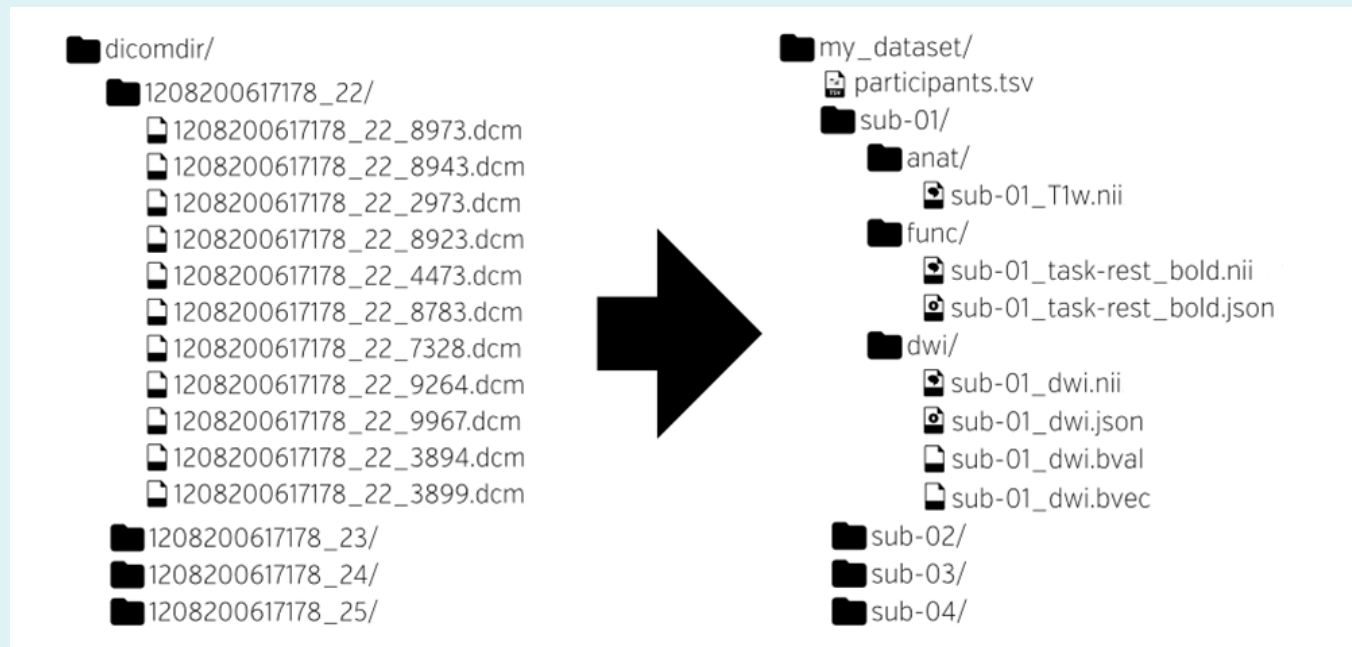 dicomdir/
1208200617178_22/
1208200617178_22_8973.dcm
1208200617178_22_8943.dcm
1208200617178_22_2973.dcm
1208200617178_22_8923.dcm
1208200617178_22_4473.dcm
1208200617178_22_8783.dcm
1208200617178_22_7328.dcm
1208200617178_22_9264.dcm
1208200617178_22_9967.dcm
1208200617178_22_3894.dcm
1208200617178_22_3899.dcm
1208200617178_23/
1208200617178_24/
1208200617178_25/
my_dataset/
TSV participants.tsv
sub-01/
anat/
sub-01_T1w.nii
func/
sub-01_task-rest_bold.nii
sub-01_task-rest_bold.json
dwi/
sub-01_dwi.nii
sub-01_dwi.json
sub-01_dwi.bval
sub-01_dwi.bvec
sub-02/
sub-03/
sub-04/